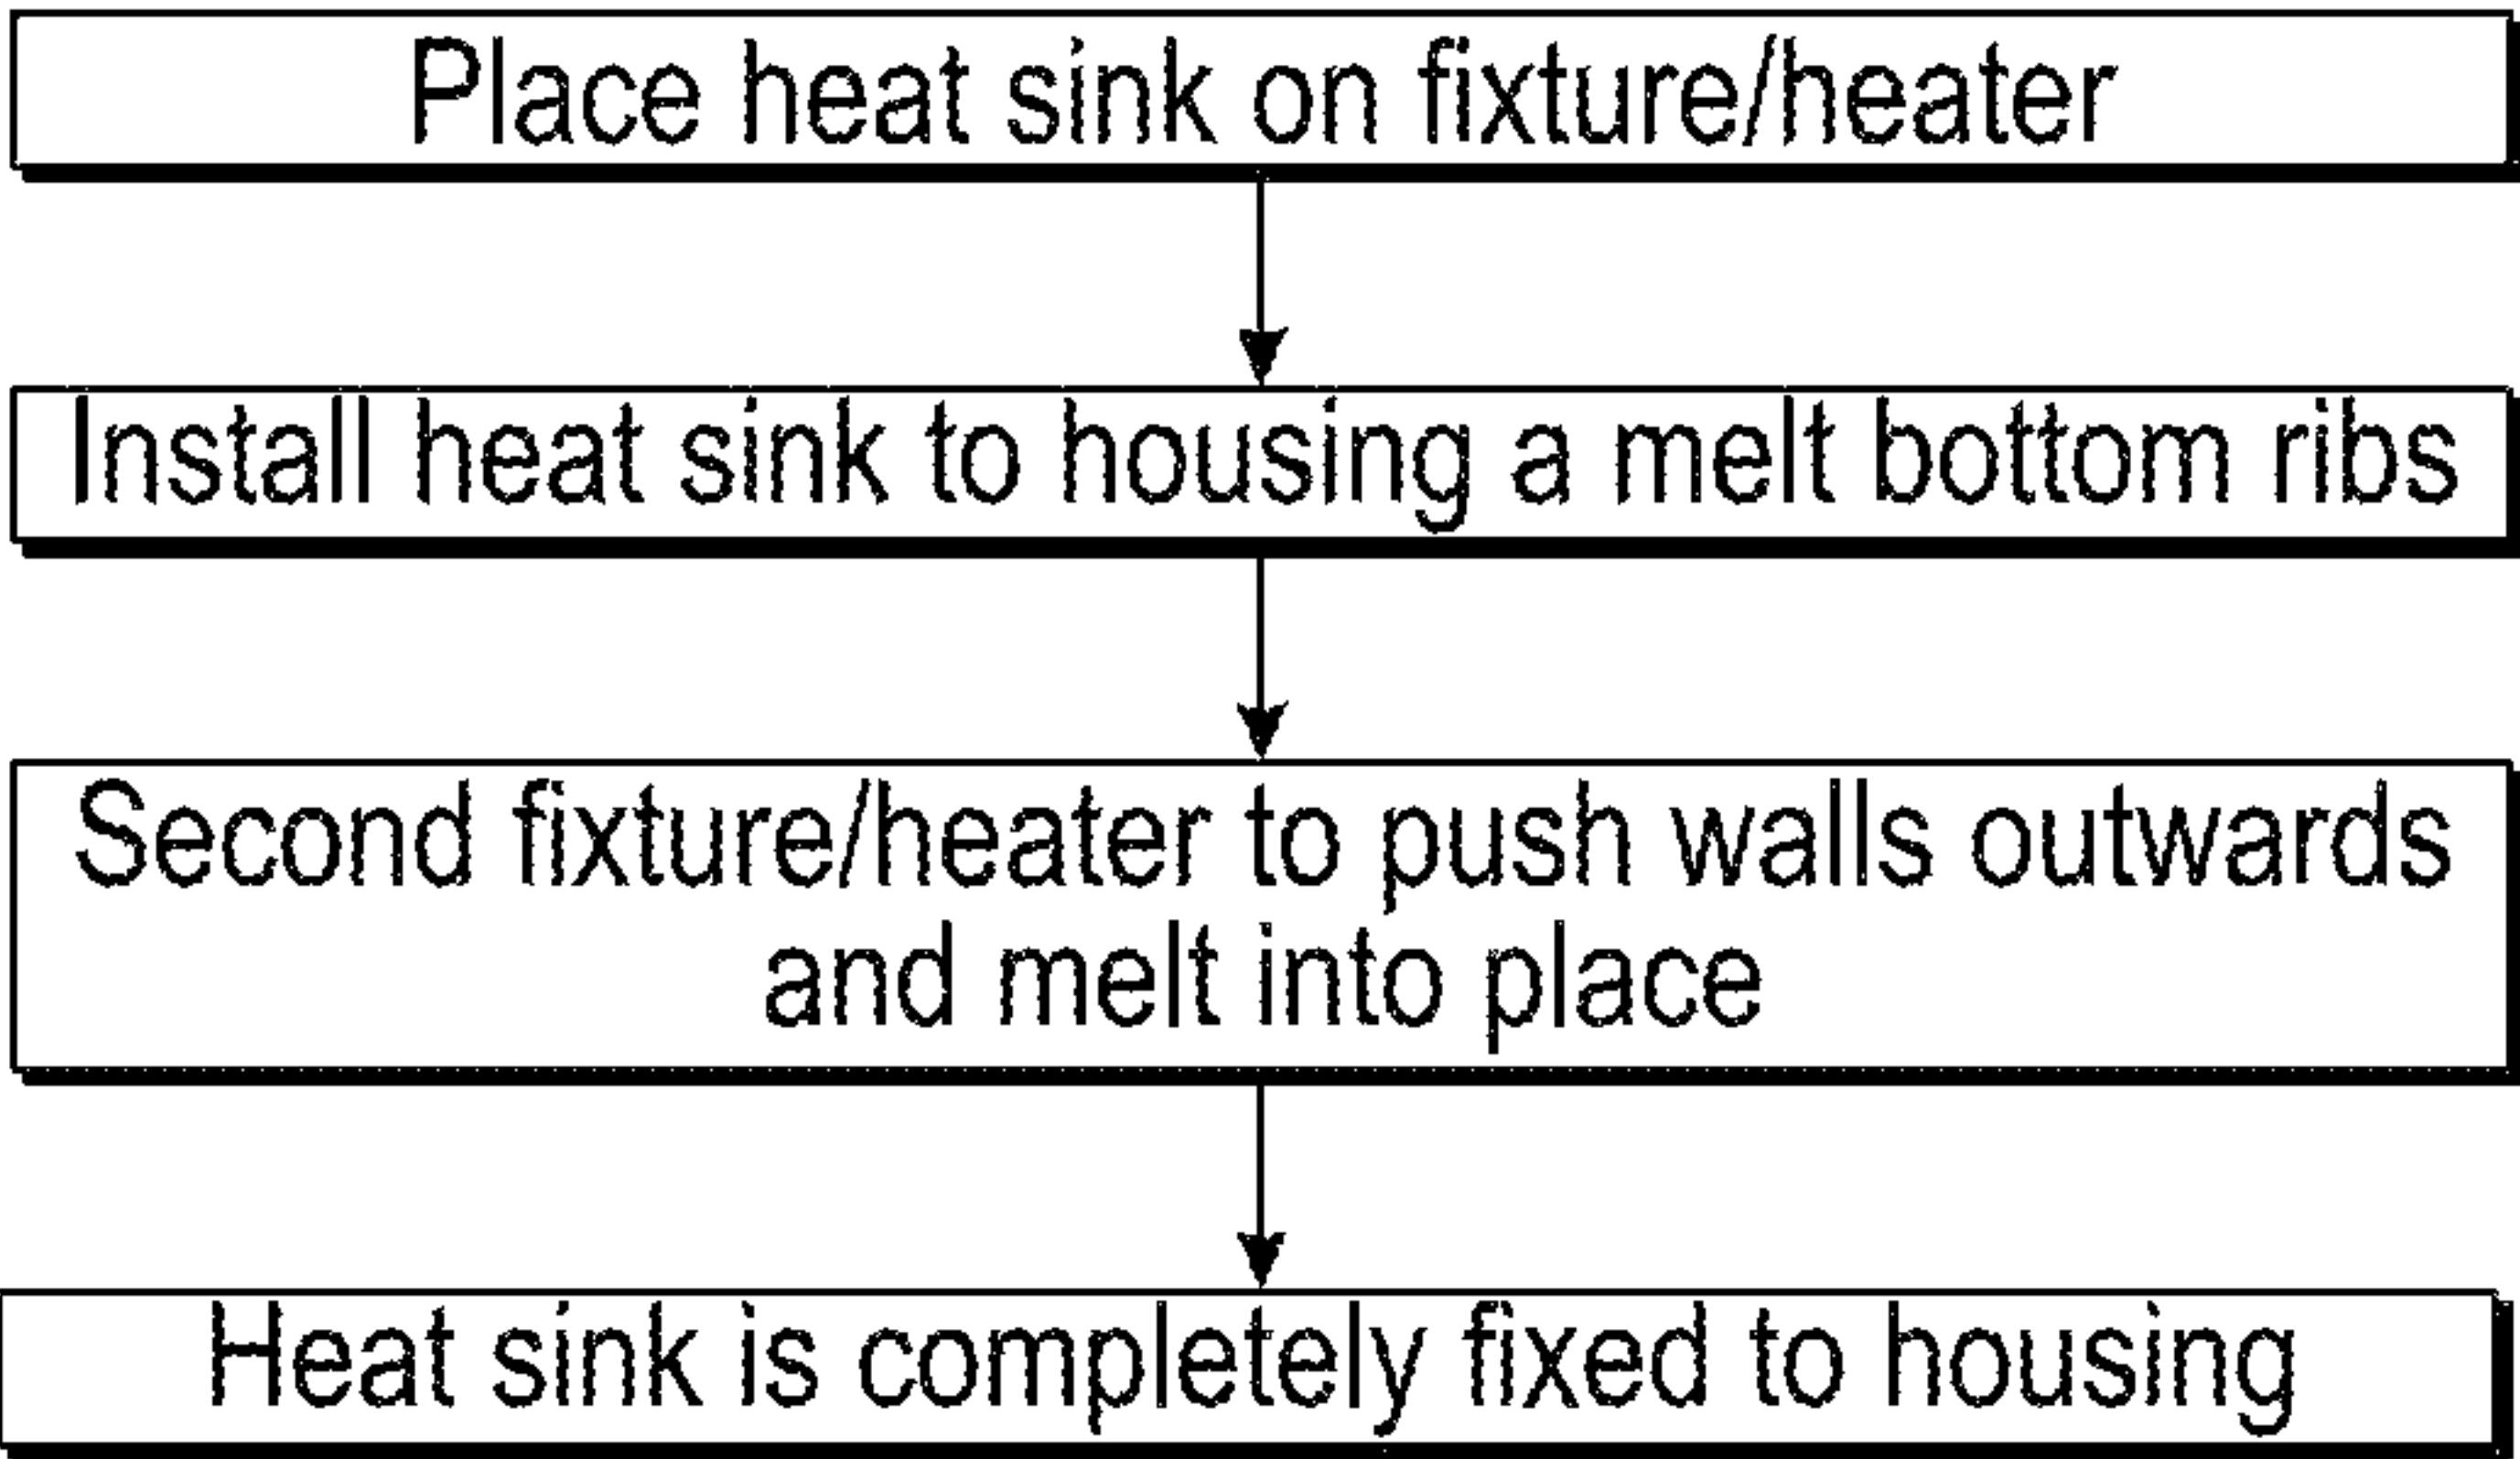 Place heat sink on fixture/heater
Install heat sink to housing a melt bottom ribs
Second fixture/heater to push walls outwards
and melt into place
Heat sink is completely fixed to housing